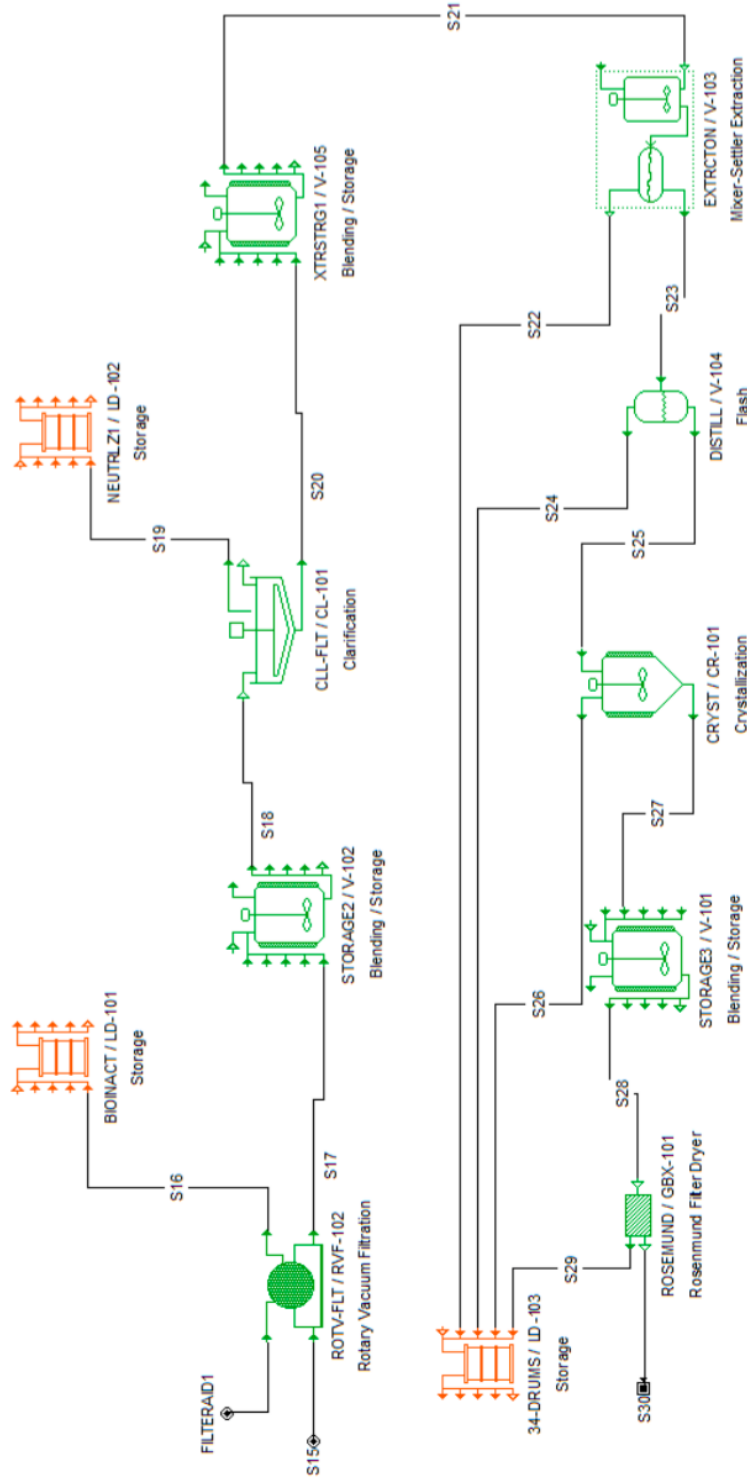 FILTERAID1
S15
ROTV-FLT / RVF-102
Rotary Vacuum Filtration
S16
BIOINACT / LD-101
Storage
S17
STORAGE2 / V-102
Blending / Storage
S18
CLL-FLT / CL-101
Clarification
S19
NEUTRLZ1 / LD-102
Storage
S20
XTRSTRG1 / V-105
Blending / Storage
S21
EXTRCTON / V-103
Mixer-Settler Extraction
S22
S23
DISTILL / V-104
Flash
S24
S25
CRYST / CR-101
Crystallization
S26
S27
STORAGE3 / V-101
Blending / Storage
S28
ROSEMUND / GBX-101
Rosenmund Filter Dryer
S29
34-DRUMS / LD-103
Storage
S30